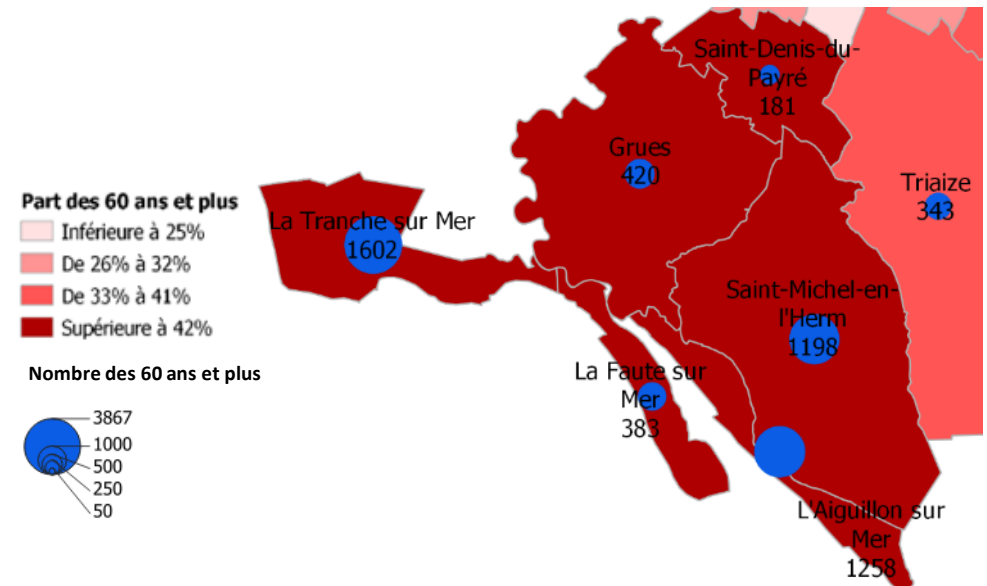 Saint-Denis-du-
Payré
181
Grues
420
Triaize
343
Part des 60 ans et plus
Inférieure à 25%
De 26% à 32%
De 33% à 41%
Supérieure à 42%
La Tranche sur Mer
1602
Saint-Michel-en-
l'Herm
1198
Nombre des 60 ans et plus
3867
1000
500
250
50
La Faute sur
Mer
383
L'Aiguillon sur
Mer
1258